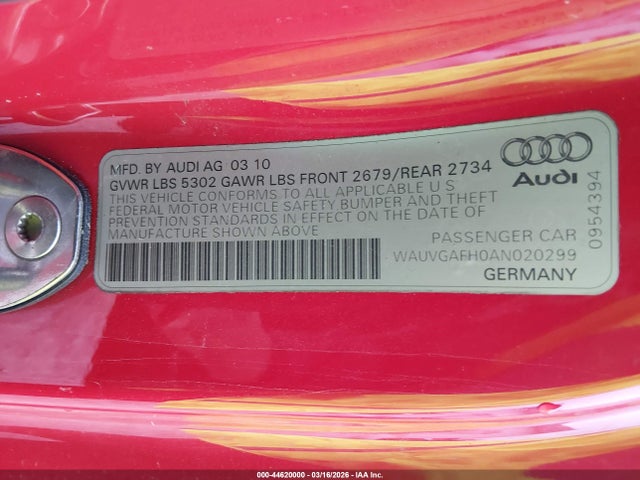 MFD. BY AUDI AG 03 10
GVWR LBS 5302 GAWR LBS FRONT 2679/REAR 2734
THIS VEHICLE CONFORMS TO ALL APPLICABLE U S
FEDERAL MOTOR VEHICLE SAFETY BUMPER AND THEFT
PREVENTION STANDARDS IN EFFECT ON THE DATE OF
MANUFACTURE SHOWN ABOVE
PASSENGER CAR
WAUVGAFH0AN020299
GERMANY
Audi
0954394
000-44620000 - 03/16/2026 - IAA Inc.